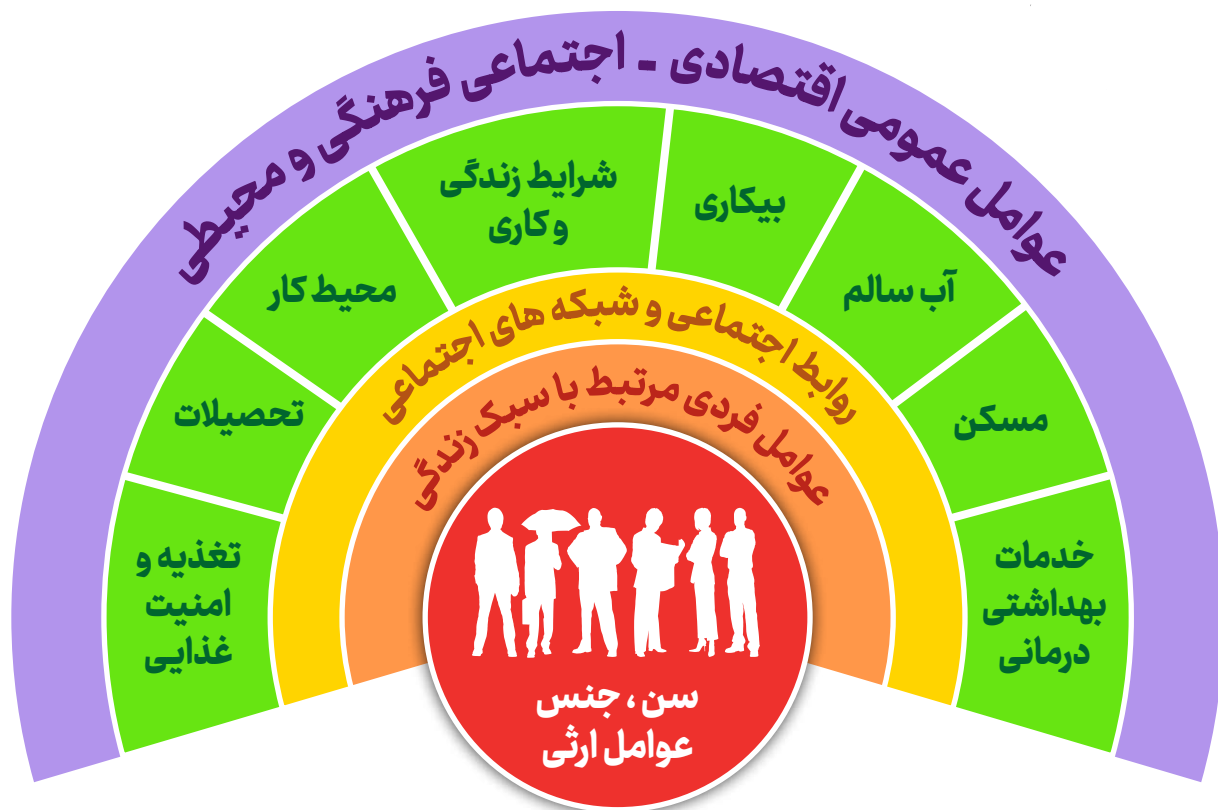 عوامل عمومی اقتصادی - اجتماعی فرهنگی و محیطی
خدمات
بهداشتی
درمانی
مسکن
آب سالم
بیکاری
شرایط زندگی
و کاری
محیط کار
تحصیلات
تغذیه و
امنیت
غذایی
روابط اجتماعی و شبکه های اجتماعی
عوامل فردی مرتبط با سبک زندگی
سن ، جنس
عوامل ارثی